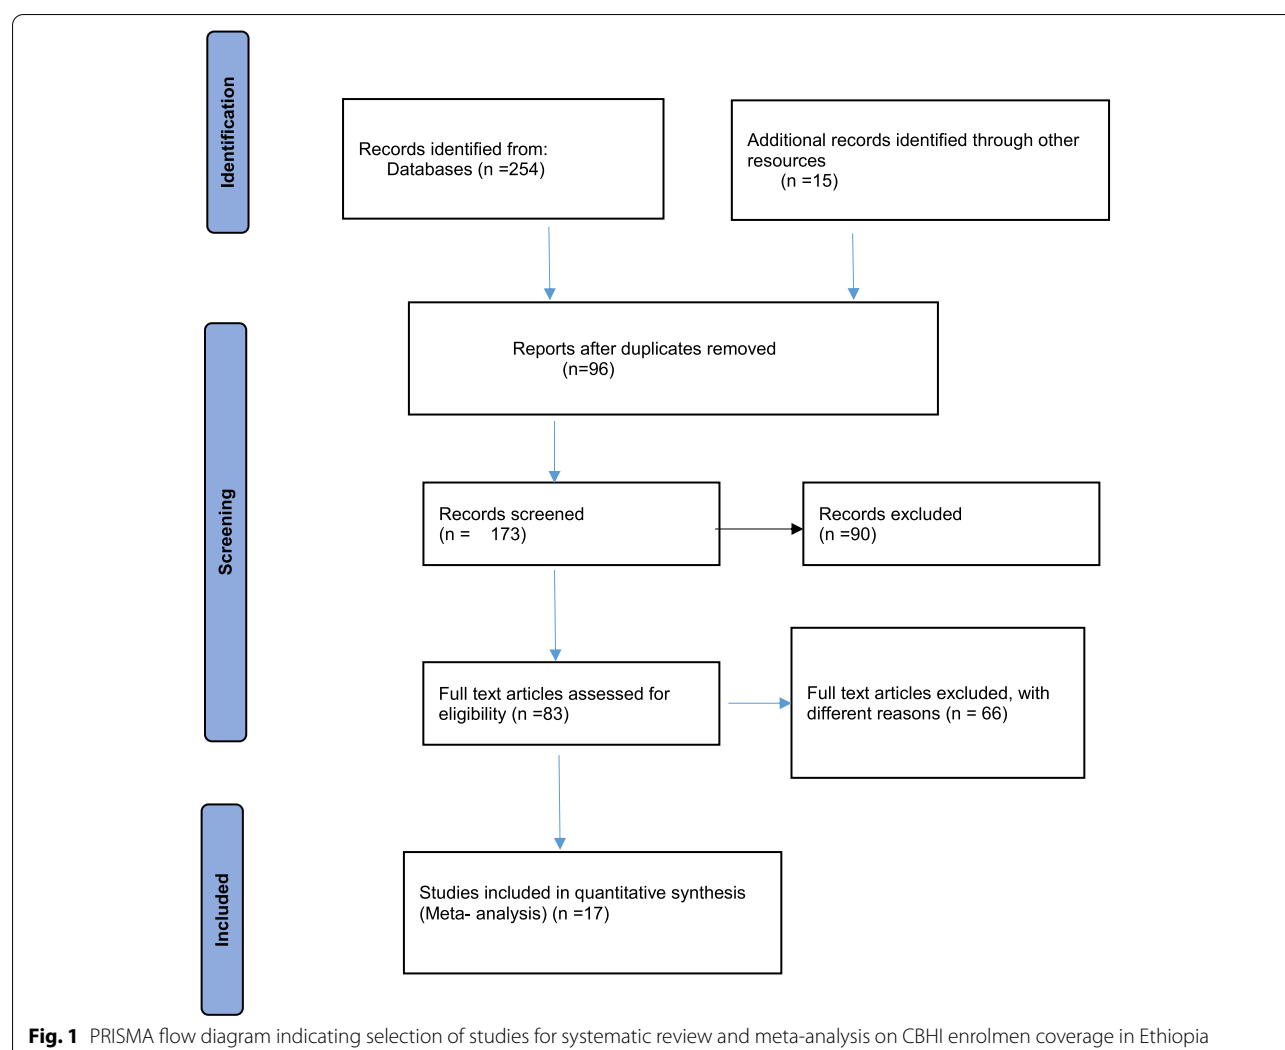 Identification
Records identified from:
Databases (n =254)
Additional records identified through other
resources
(n =15)
Screening
Reports after duplicates removed
(n=96)
Records screened
(n = 173)
Records excluded
(n =90)
Full text articles assessed for
eligibility (n =83)
Full text articles excluded, with
different reasons (n = 66)
Included
Studies included in quantitative synthesis
(Meta- analysis) (n =17)
Fig. 1 PRISMA flow diagram indicating selection of studies for systematic review and meta-analysis on CBHI enrolmen coverage in Ethiopia